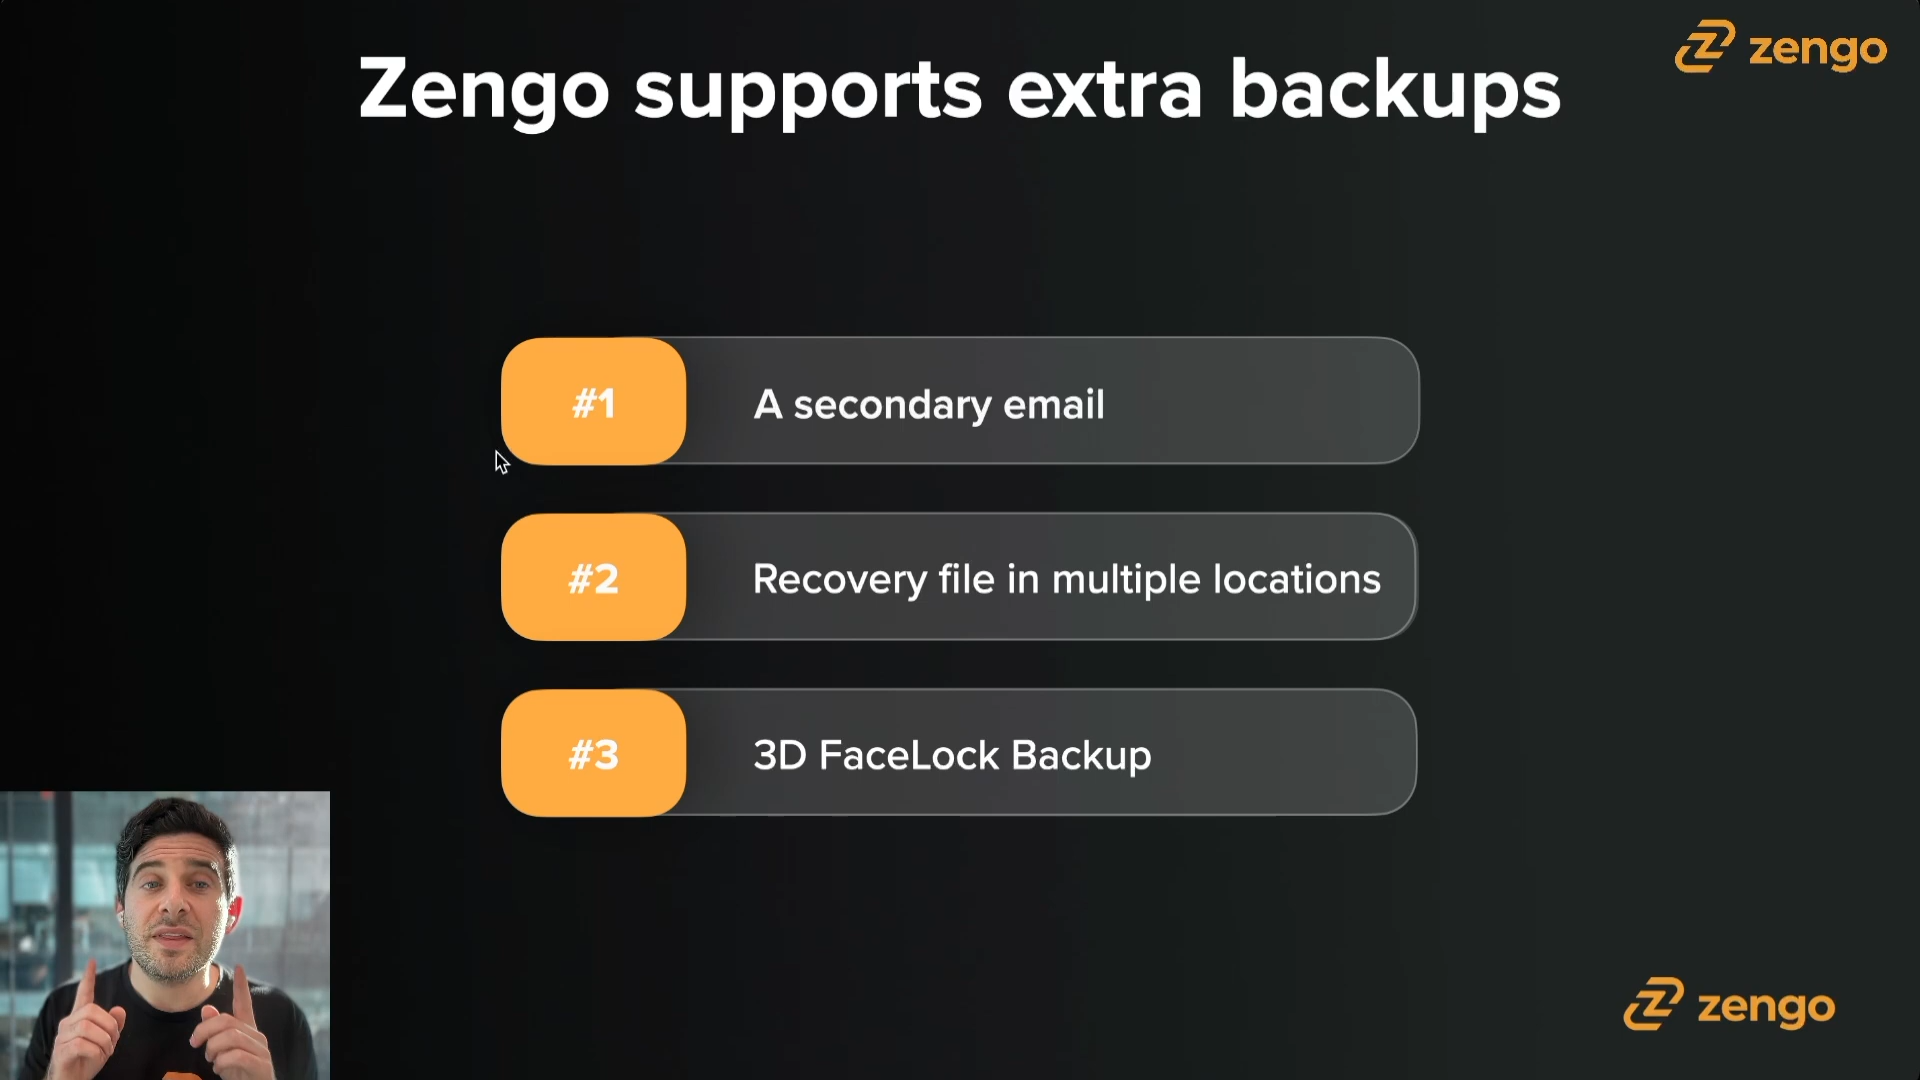 zengo
Zengo supports extra backups
#1
A secondary email
#2
Recovery file in multiple locations
#3
3D FaceLock Backup
zengo